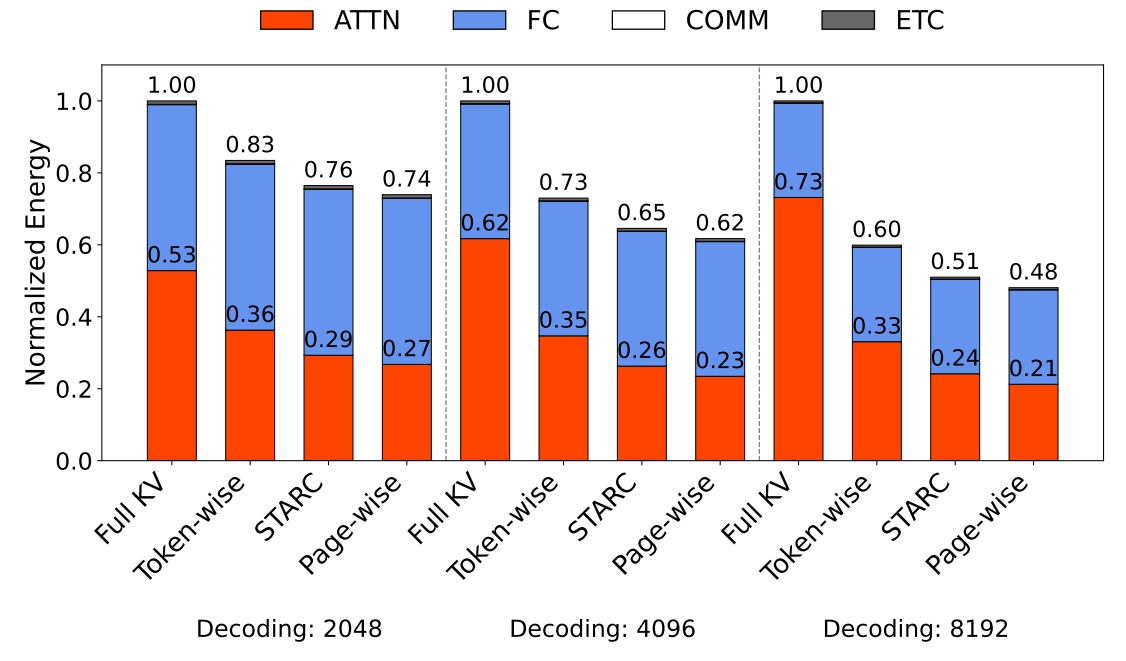 ATTN FC COMM ETC
Normalized Energy
1.0
0.8
0.6
0.4
0.2
0.0
1.00 0.83 0.76 0.74 1.00 0.73 0.65 0.62 1.00 0.60 0.51 0.48
0.53 0.36 0.29 0.27 0.62 0.35 0.26 0.23 0.73 0.33 0.24 0.21
Full KV Token-wise STARC Page-wise Full KV Token-wise STARC Page-wise Full KV Token-wise STARC Page-wise
Decoding: 2048 Decoding: 4096 Decoding: 8192